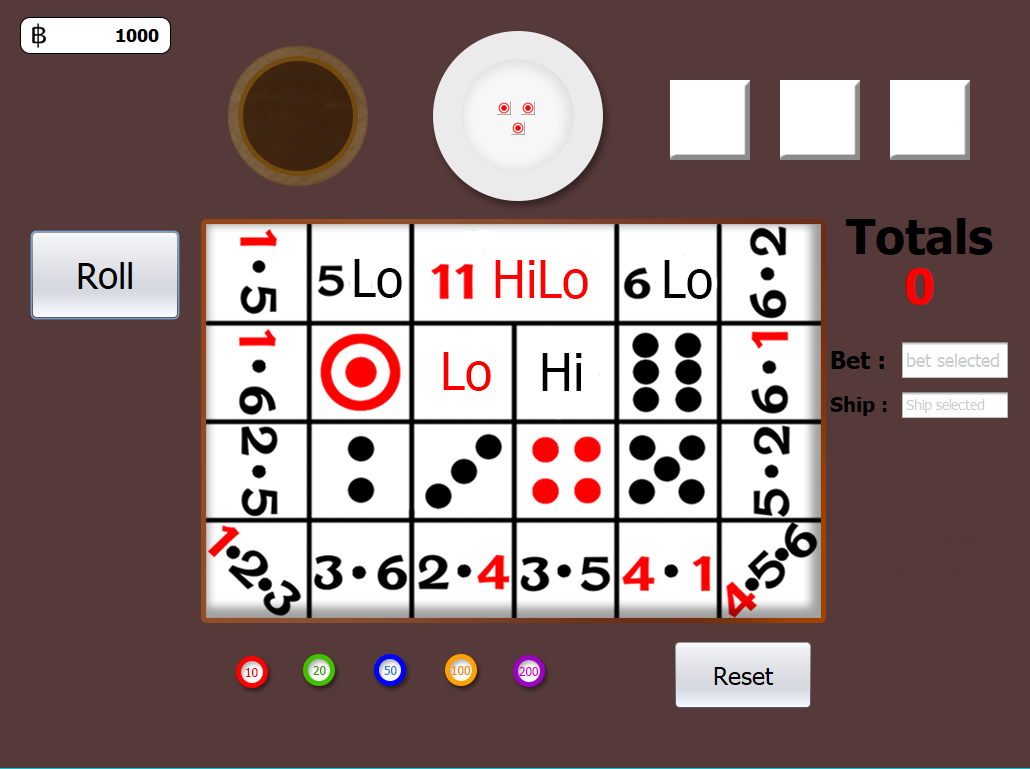 ฿ 1000
Roll
Totals
0
Bet : bet selected
Ship : Ship selected
1•5
5 Lo
11 HiLo
6 Lo
6•2
1•6
Lo
Hi
6•1
2•5
5•2
1•2•3
3•6
2•4
3•5
4•1
4•5•6
10
20
50
100
200
Reset